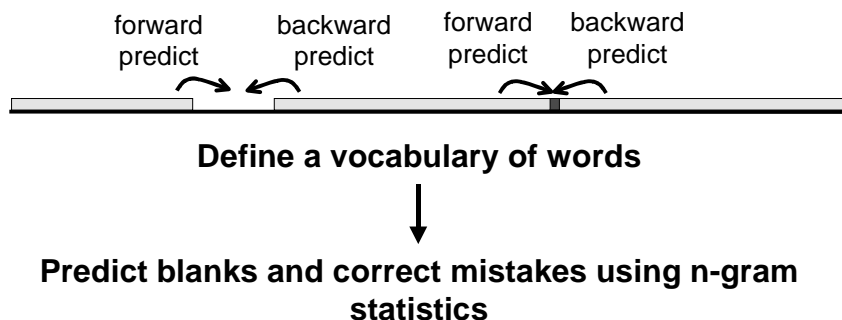 forward predict
backward predict
forward predict
backward predict
Define a vocabulary of words
Predict blanks and correct mistakes using n-gram
statistics